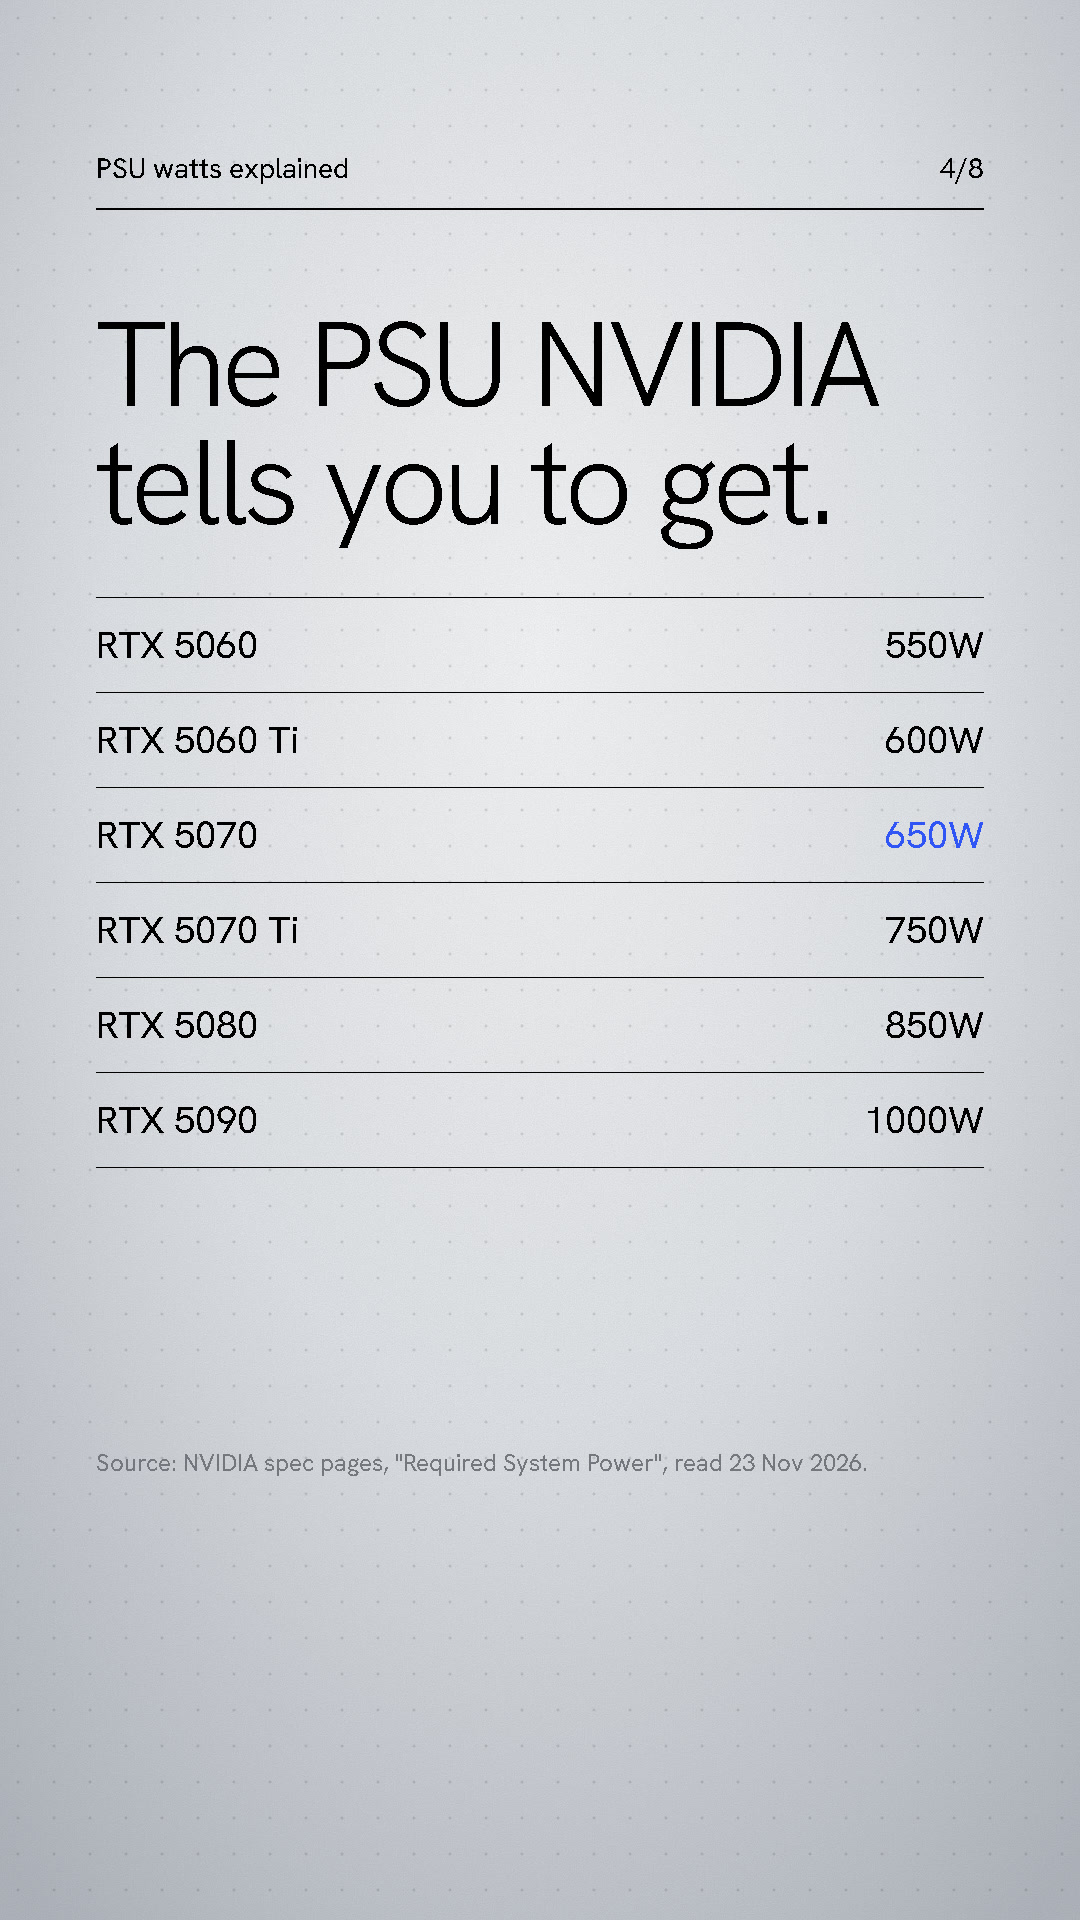 PSU watts explained 4/8
The PSU NVIDIA
tells you to get.
RTX 5060 550W
RTX 5060 Ti 600W
RTX 5070 650W
RTX 5070 Ti 750W
RTX 5080 850W
RTX 5090 1000W
Source: NVIDIA spec pages, "Required System Power", read 23 Nov 2026.